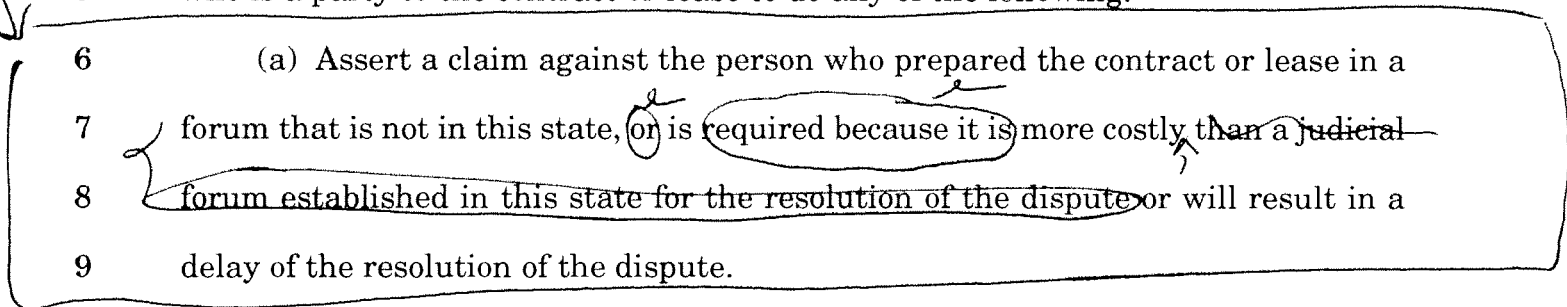 6 (a) Assert a claim against the person who prepared the contract or lease in a
7 forum that is not in this state, or is required because it is more costly, than a judicial
8 forum established in this state for the resolution of the dispute or will result in a
9 delay of the resolution of the dispute.